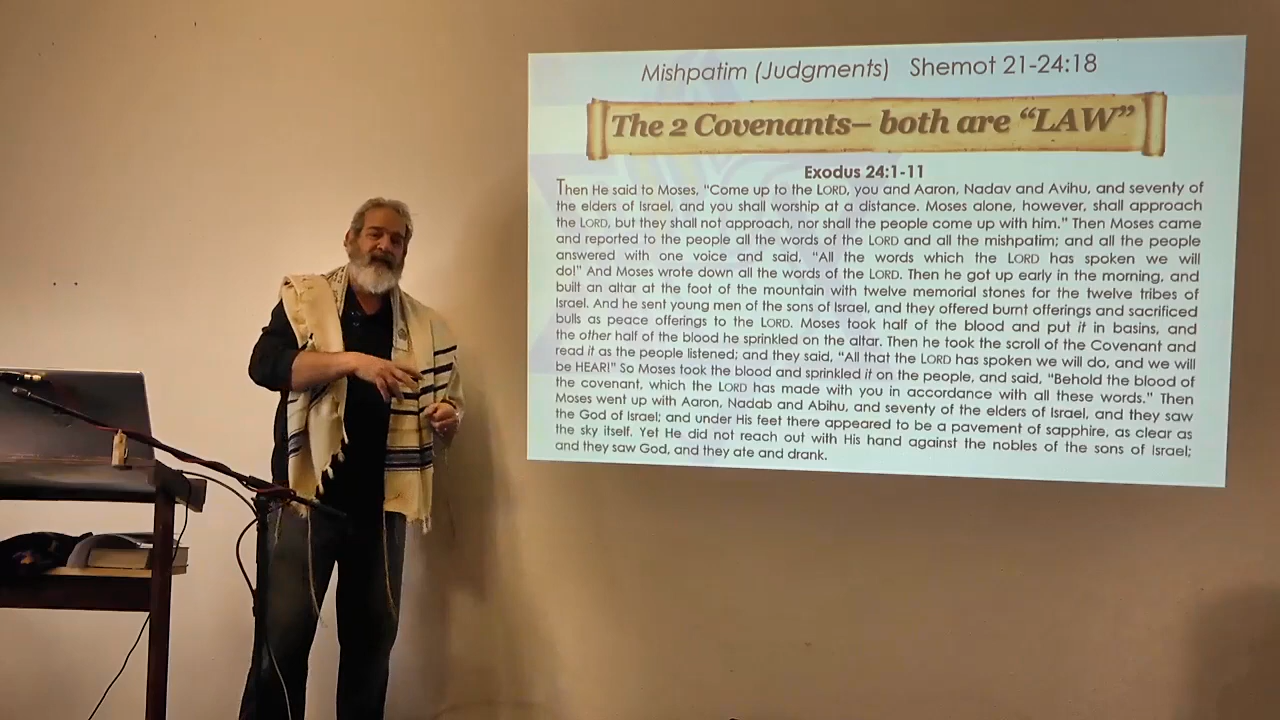 Mishpatim (Judgments) Shemot 21-24:18
The 2 Covenants– both are “LAW”
Exodus 24:1-11
Then He said to Moses, “Come up to the LORD, you and Aaron, Nadav and Avihu, and seventy of
the elders of Israel, and you shall worship at a distance. Moses alone, however, shall approach
the LORD, but they shall not approach, nor shall the people come up with him.” Then Moses came
and reported to the people all the words of the LORD and all the mishpatim; and all the people
answered with one voice and said, “All the words which the LORD has spoken we will
do!” And Moses wrote down all the words of the LORD. Then he got up early in the morning, and
built an altar at the foot of the mountain with twelve memorial stones for the twelve tribes of
Israel. And he sent young men of the sons of Israel, and they offered burnt offerings and sacrificed
bulls as peace offerings to the LORD. Moses took half of the blood and put it in basins, and
the other half of the blood he sprinkled on the altar. Then he took the scroll of the Covenant and
read it as the people listened; and they said, “All that the LORD has spoken we will do, and we will
be HEAR!” So Moses took the blood and sprinkled it on the people, and said, “Behold the blood of
the covenant, which the LORD has made with you in accordance with all these words.” Then
Moses went up with Aaron, Nadab and Abihu, and seventy of the elders of Israel, and they saw
the God of Israel; and under His feet there appeared to be a pavement of sapphire, as clear as
the sky itself. Yet He did not reach out with His hand against the nobles of the sons of Israel;
and they saw God, and they ate and drank.